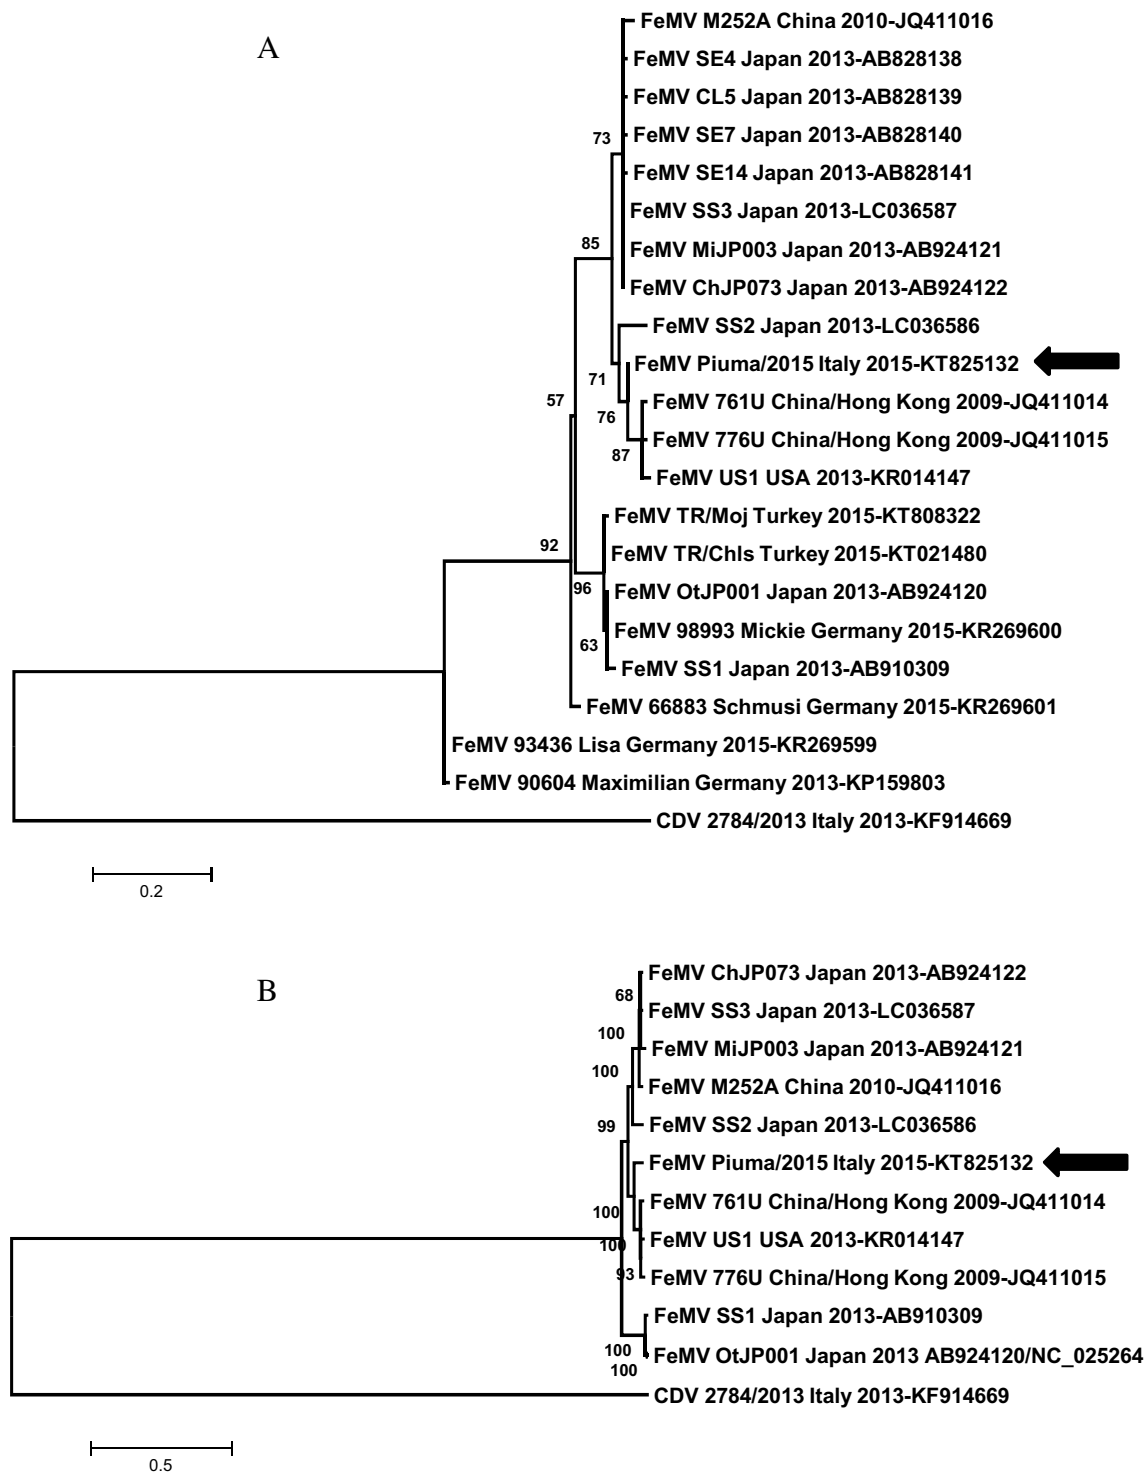 A
FeMV M252A China 2010-JQ411016
FeMV SE4 Japan 2013-AB828138
FeMV CL5 Japan 2013-AB828139
73
FeMV SE7 Japan 2013-AB828140
FeMV SE14 Japan 2013-AB828141
FeMV SS3 Japan 2013-LC036587
85
FeMV MiJP003 Japan 2013-AB924121
FeMV ChJP073 Japan 2013-AB924122
FeMV SS2 Japan 2013-LC036586
FeMV Piuma/2015 Italy 2015-KT825132
71
57
FeMV 761U China/Hong Kong 2009-JQ411014
76
FeMV 776U China/Hong Kong 2009-JQ411015
87
FeMV US1 USA 2013-KR014147
FeMV TR/Moj Turkey 2015-KT808322
92
FeMV TR/Chls Turkey 2015-KT021480
96
FeMV OtJP001 Japan 2013-AB924120
FeMV 98993 Mickie Germany 2015-KR269600
63
FeMV SS1 Japan 2013-AB910309
FeMV 66883 Schmusi Germany 2015-KR269601
FeMV 93436 Lisa Germany 2015-KR269599
FeMV 90604 Maximilian Germany 2013-KP159803
CDV 2784/2013 Italy 2013-KF914669
0.2
B
FeMV ChJP073 Japan 2013-AB924122
68
FeMV SS3 Japan 2013-LC036587
100
FeMV MiJP003 Japan 2013-AB924121
100
FeMV M252A China 2010-JQ411016
99
FeMV SS2 Japan 2013-LC036586
FeMV Piuma/2015 Italy 2015-KT825132
FeMV 761U China/Hong Kong 2009-JQ411014
100
FeMV US1 USA 2013-KR014147
100
93
FeMV 776U China/Hong Kong 2009-JQ411015
FeMV SS1 Japan 2013-AB910309
100
FeMV OtJP001 Japan 2013 AB924120/NC_025264
100
CDV 2784/2013 Italy 2013-KF914669
0.5